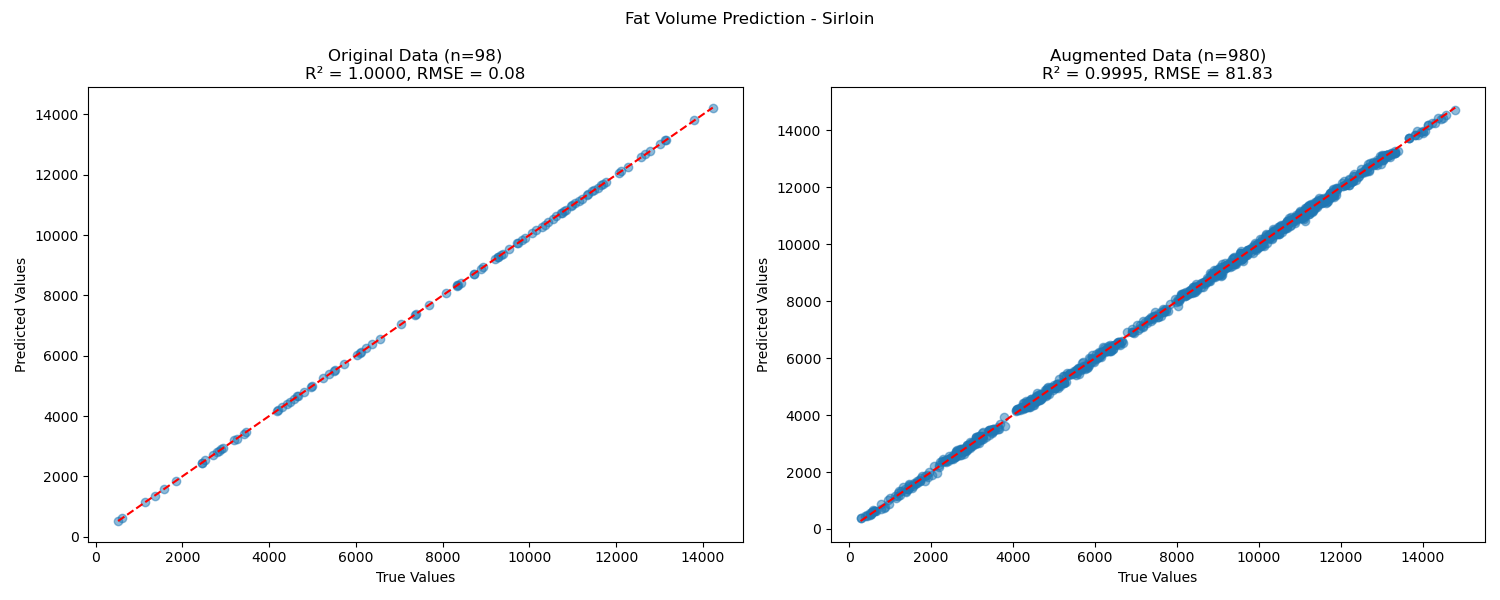 Fat Volume Prediction - Sirloin
Original Data (n=98)
R² = 1.0000, RMSE = 0.08
14000
12000
10000
8000
6000
4000
2000
0
Predicted Values
0 2000 4000 6000 8000 10000 12000 14000
True Values
Augmented Data (n=980)
R² = 0.9995, RMSE = 81.83
14000
12000
10000
8000
6000
4000
2000
0
Predicted Values
0 2000 4000 6000 8000 10000 12000 14000
True Values